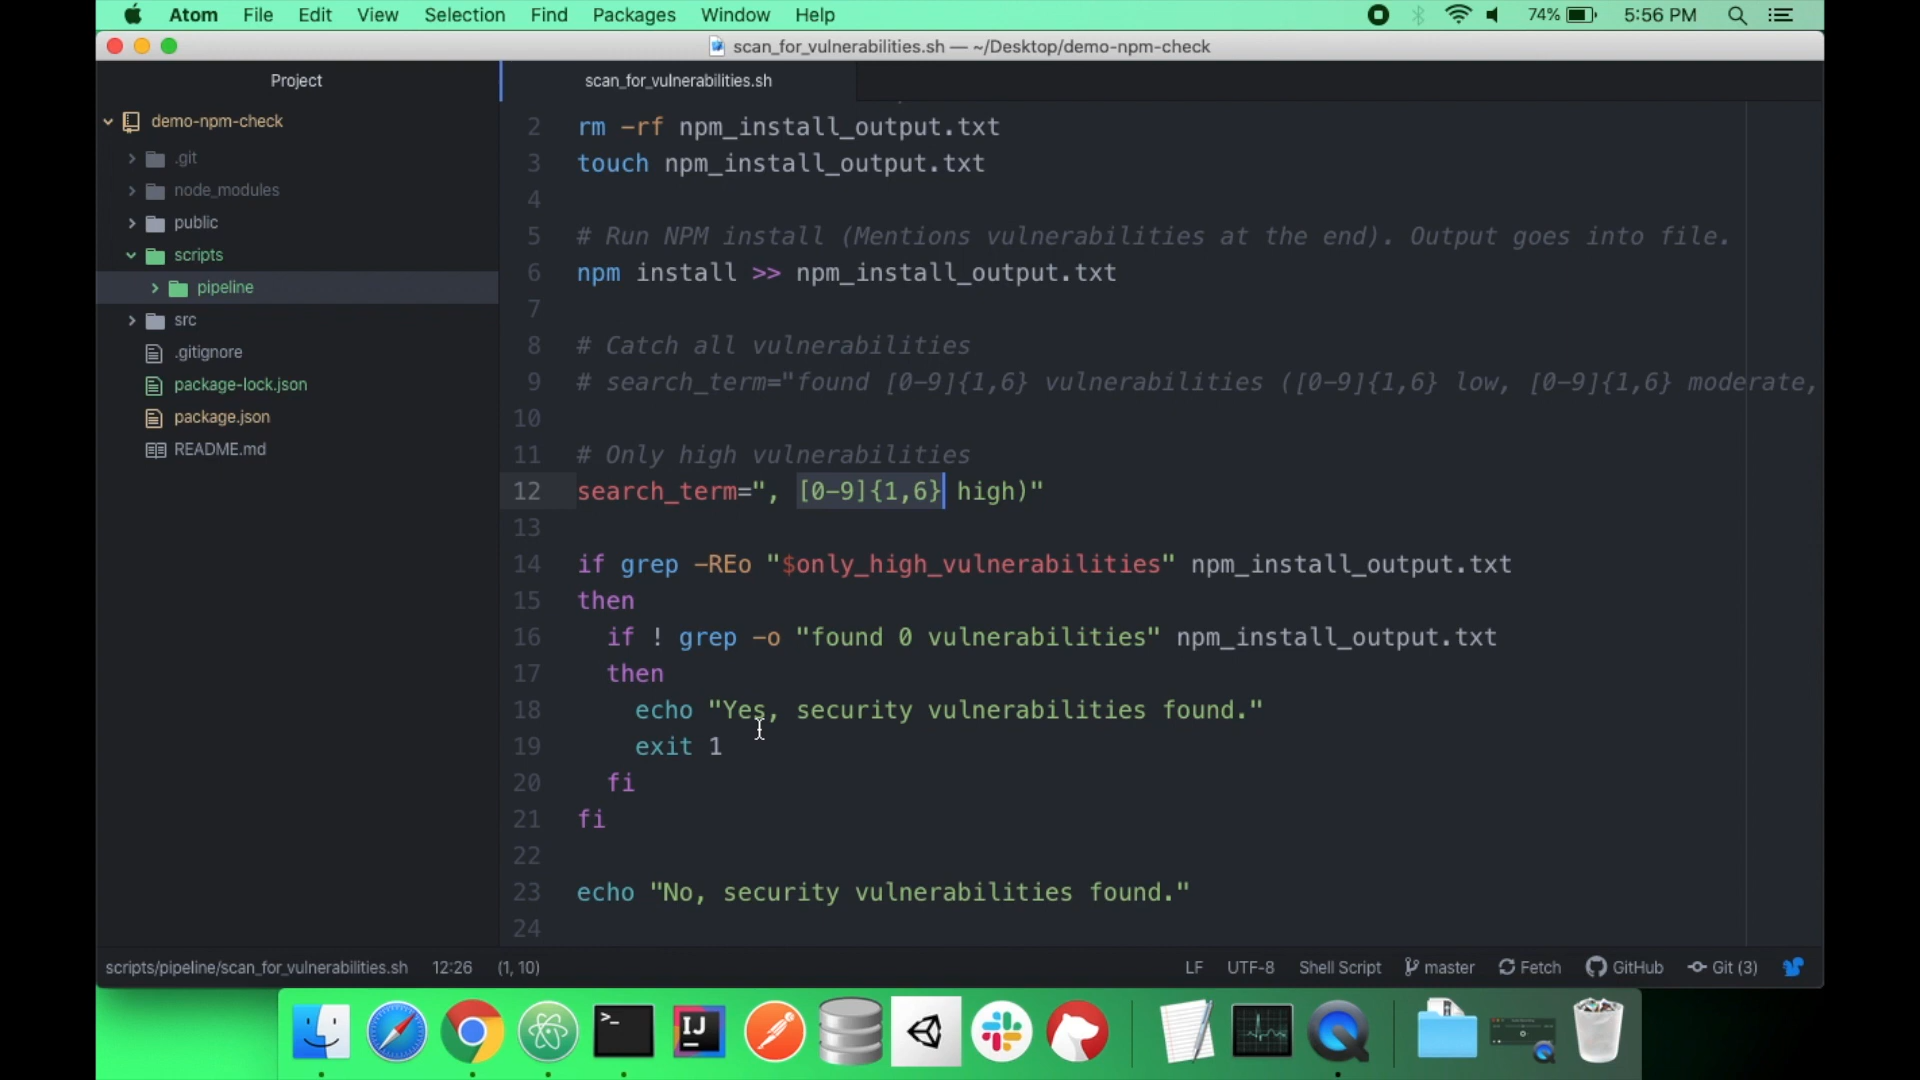 Atom File Edit View Selection Find Packages Window Help 74% 5:56 PM
scan_for_vulnerabilities.sh — ~/Desktop/demo-npm-check
Project
scan_for_vulnerabilities.sh
demo-npm-check
.git
node_modules
public
scripts
pipeline
src
.gitignore
package-lock.json
package.json
README.md
2 rm -rf npm_install_output.txt
3 touch npm_install_output.txt
4
5 # Run NPM install (Mentions vulnerabilities at the end). Output goes into file.
6 npm install >> npm_install_output.txt
7
8 # Catch all vulnerabilities
9 # search_term="found [0-9]{1,6} vulnerabilities ([0-9]{1,6} low, [0-9]{1,6} moderate,
10
11 # Only high vulnerabilities
12 search_term=", [0-9]{1,6} high)"
13
14 if grep -REo "$only_high_vulnerabilities" npm_install_output.txt
15 then
16 if ! grep -o "found 0 vulnerabilities" npm_install_output.txt
17 then
18 echo "Yes, security vulnerabilities found."
19 exit 1
20 fi
21 fi
22
23 echo "No, security vulnerabilities found."
24
scripts/pipeline/scan_for_vulnerabilities.sh 12:26 (1, 10) LF UTF-8 Shell Script master Fetch GitHub Git (3)
>_
IJ